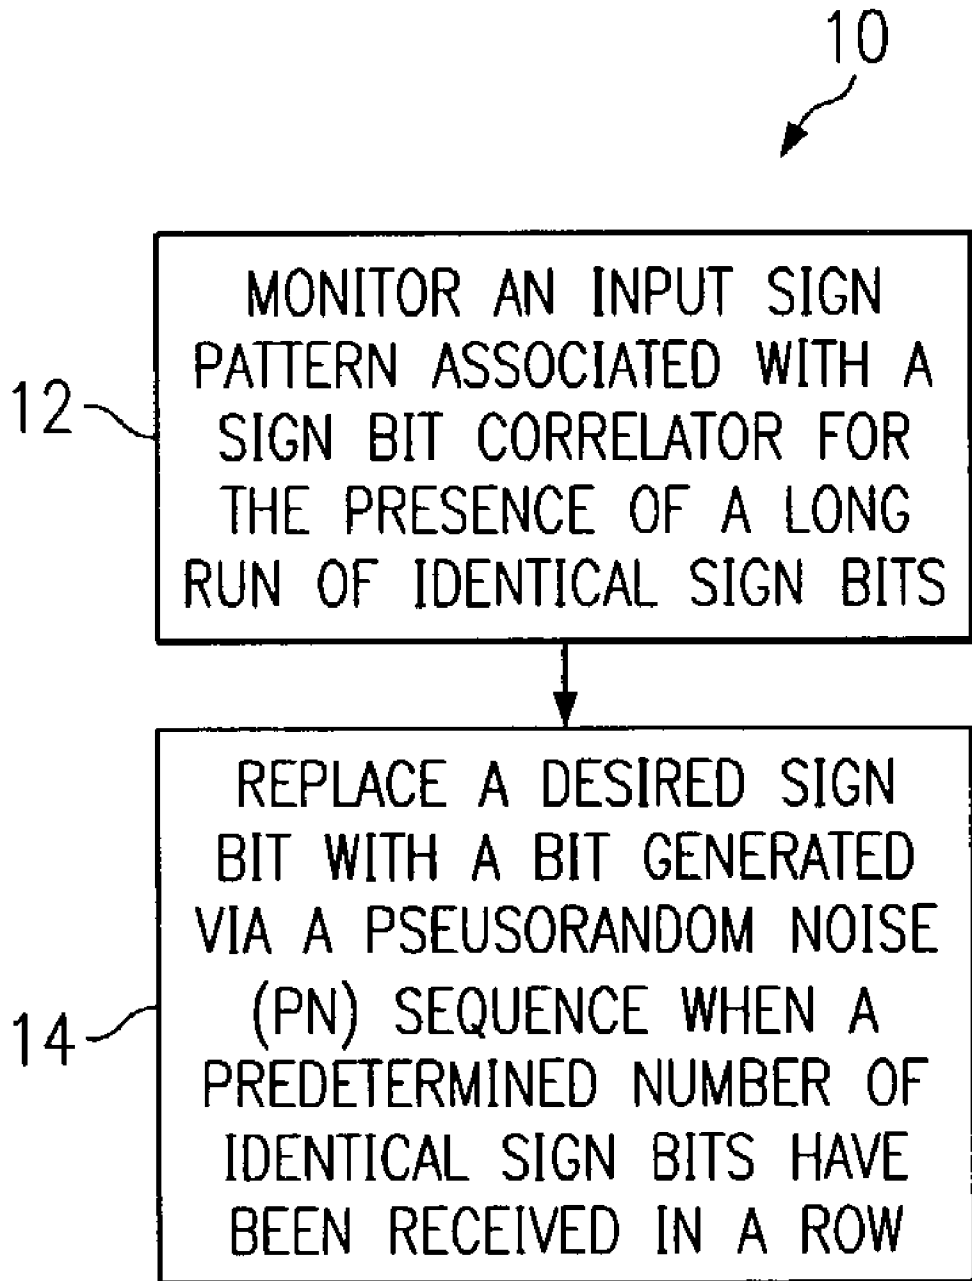 10
12
MONITOR AN INPUT SIGN
PATTERN ASSOCIATED WITH A
SIGN BIT CORRELATOR FOR
THE PRESENCE OF A LONG
RUN OF IDENTICAL SIGN BITS
14
REPLACE A DESIRED SIGN
BIT WITH A BIT GENERATED
VIA A PSEUSORANDOM NOISE
(PN) SEQUENCE WHEN A
PREDETERMINED NUMBER OF
IDENTICAL SIGN BITS HAVE
BEEN RECEIVED IN A ROW